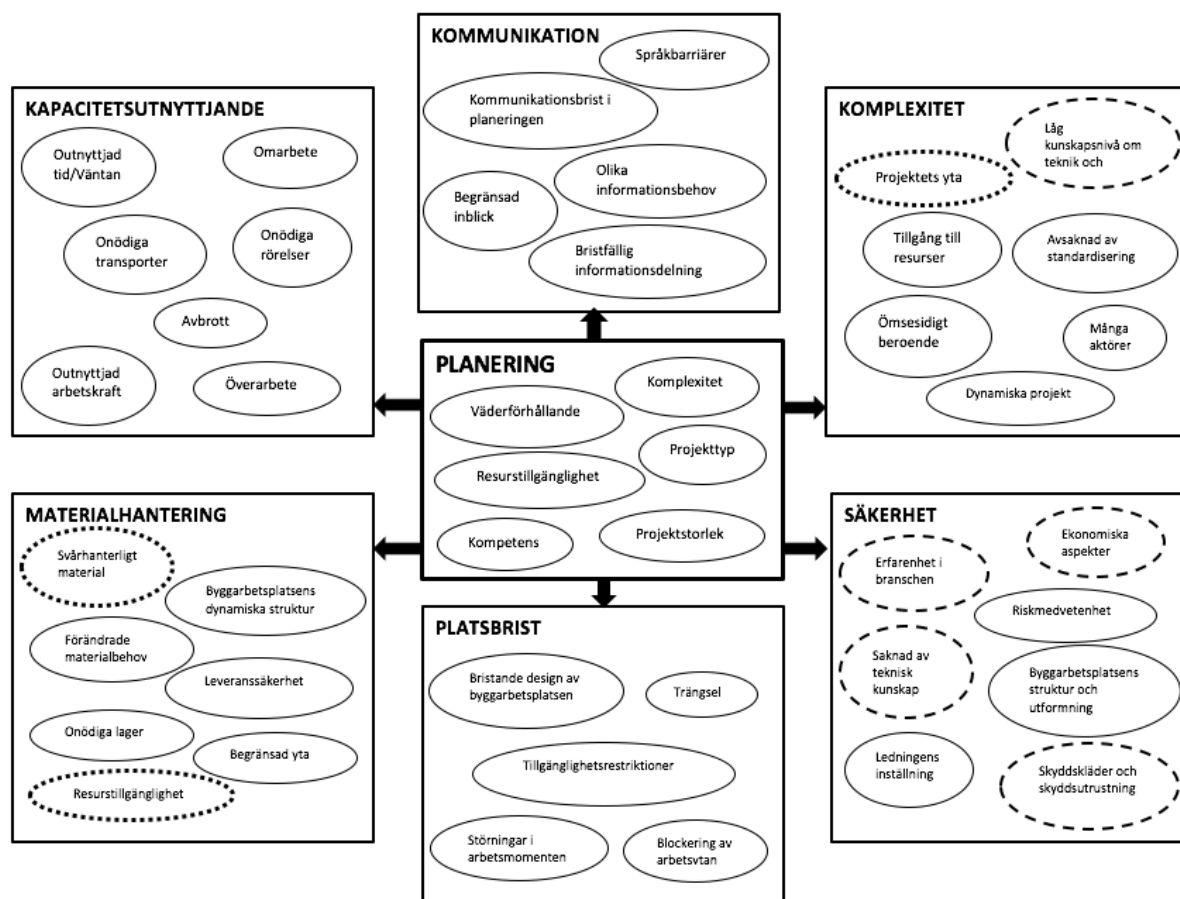 KOMMUNIKATION
Språkbarriärer
Kommunikationsbrist i
planeringen
Olika
informationsbehov
Begränsad
inblick
Bristfällig
informationsdelning
KAPACITETSUTNYTTJANDE
Outnyttjad
tid/Väntan
Omarbete
Onödiga
transporter
Onödiga
rörelser
Avbrott
Outnyttjad
arbetskraft
Överarbete
KOMPLEXITET
Låg
kunskapsnivå om
teknik och
Projektets yta
Tillgång till
resurser
Avsaknad av
standardisering
Ömsesidigt
beroende
Många
aktörer
Dynamiska projekt
PLANERING
Komplexitet
Väderförhållande
Projekttyp
Resurstillgänglighet
Kompetens
Projektstorlek
MATERIALHANTERING
Svårhanterligt
material
Byggarbetsplatsens
dynamiska struktur
Förändrade
materialbehov
Leveranssäkerhet
Onödiga lager
Begränsad yta
Resurstillgänglighet
PLATSBRIST
Bristande design av
byggarbetsplatsen
Trängsel
Tillgänglighetsrestriktioner
Störningar i
arbetsmomenten
Blockering av
arbetsytan
SÄKERHET
Ekonomiska
aspekter
Erfarenhet i
branschen
Riskmedvetenhet
Saknad av
teknisk
kunskap
Byggarbetsplatsens
struktur och
utformning
Ledningens
inställning
Skyddskläder och
skyddsutrustning